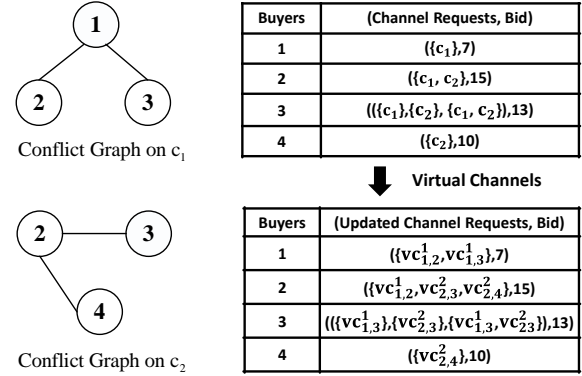 1
2 3
Conflict Graph on c₁
Buyers (Channel Requests, Bid)
1 ({c₁},7)
2 ({c₁, c₂},15)
3 (({c₁},{c₂}, {c₁, c₂}),13)
4 ({c₂},10)
Virtual Channels
2 3
4
Conflict Graph on c₂
Buyers (Updated Channel Requests, Bid)
1 ({vc¹₁,₂,vc¹₁,₃},7)
2 ({vc¹₁,₂,vc²₂,₃,vc²₂,₄},15)
3 (({vc¹₁,₃},{vc²₂,₃},{vc¹₁,₃,vc²₂₃}),13)
4 ({vc²₂,₄},10)